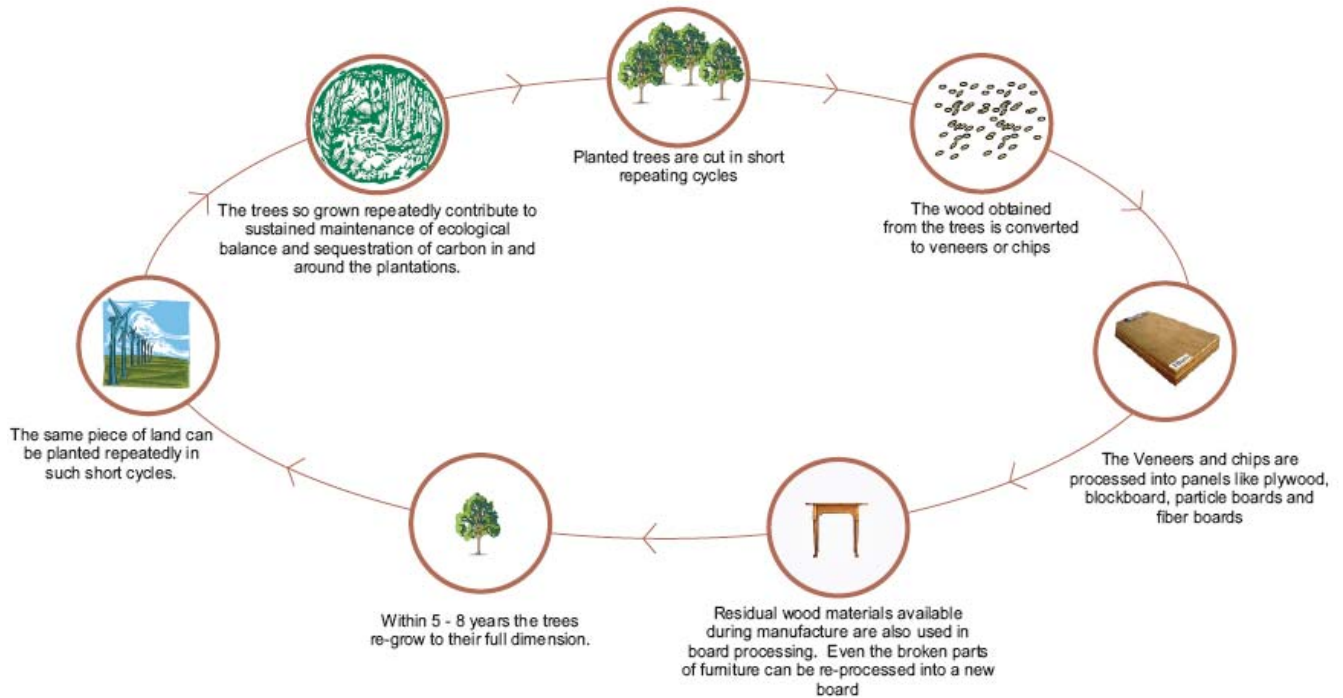 Planted trees are cut in short
repeating cycles
The wood obtained
from the trees is converted
to veneers or chips
The Veneers and chips are
processed into panels like plywood,
blockboard, particle boards and
fiber boards
Residual wood materials available
during manufacture are also used in
board processing. Even the broken parts
of furniture can be re-processed into a new
board
Within 5 - 8 years the trees
re-grow to their full dimension.
The same piece of land can
be planted repeatedly in
such short cycles.
The trees so grown repeatedly contribute to
sustained maintenance of ecological
balance and sequestration of carbon in and
around the plantations.